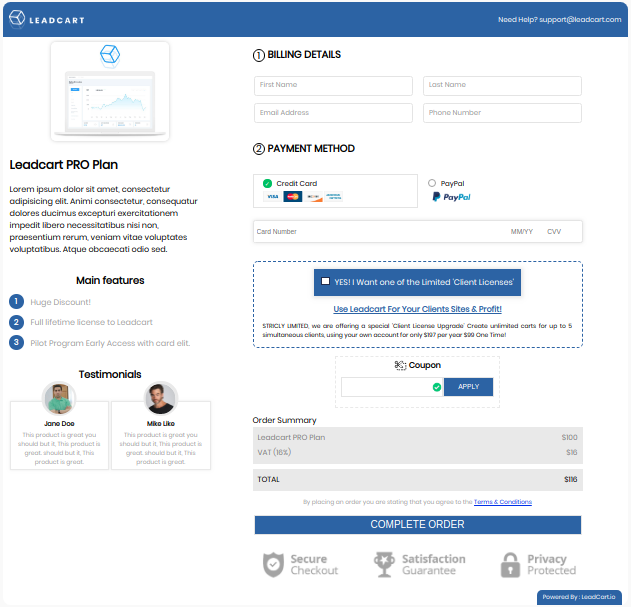 LEADCART
Need Help? support@leadcart.com
Leadcart PRO Plan
Lorem ipsum dolor sit amet, consectetur
adipisicing elit. Animi consectetur, consequatur
dolores ducimus excepturi exercitationem
impedit libero necessitatibus nisi non,
praesentium rerum, veniam vitae voluptates
voluptatibus. Atque obcaecati odio sed.
Main features
1 Huge Discount!
2 Full lifetime license to Leadcart
3 Pilot Program Early Access with card elit.
Testimonials
Jane Doe
This product is great you
should but it, This product is
great. should but it, This
product is great.
Mike Like
This product is great you
should but it, This product is
great. should but it, This
product is great.
1 BILLING DETAILS
First Name
Last Name
Email Address
Phone Number
2 PAYMENT METHOD
Credit Card
VISA
PayPal
PayPal
Card Number
MM/YY
CVV
YES! I Want one of the Limited 'Client Licenses'
Use Leadcart For Your Clients Sites & Profit!
STRICLY LIMITED, we are offering a special 'Client License Upgrade' Create unlimited carts for up to 5
simultaneous clients, using your own account for only $197 per year $99 One Time!
Coupon
APPLY
Order Summary
Leadcart PRO Plan $100
VAT (16%) $16
TOTAL $116
By placing an order you are stating that you agree to the Terms & Conditions
COMPLETE ORDER
Secure
Checkout
Satisfaction
Guarantee
Privacy
Protected
Powered By : LeadCart.io